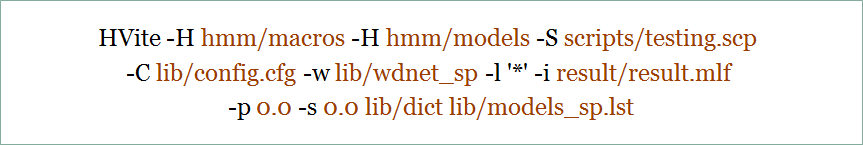 HVite -H hmm/macros -H hmm/models -S scripts/testing.scp
-C lib/config.cfg -w lib/wdnet_sp -l '*' -i result/result.mlf
-p 0.0 -s 0.0 lib/dict lib/models_sp.lst